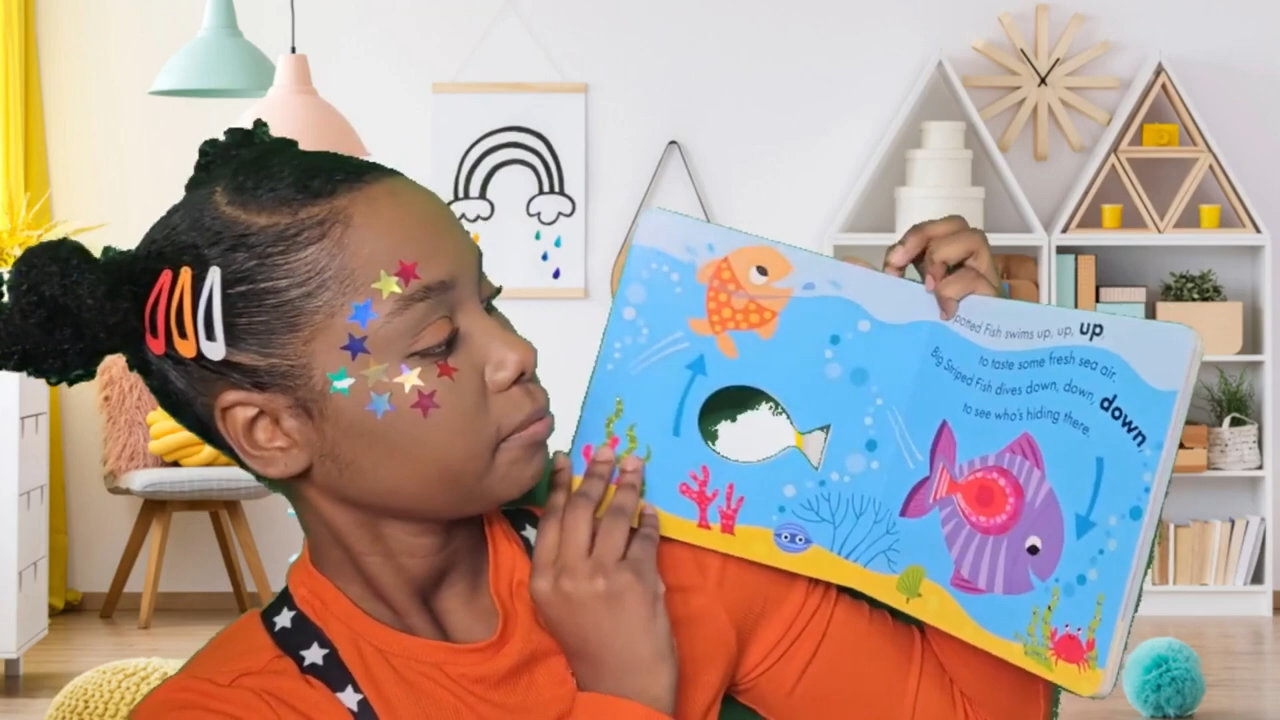 Spotted Fish swims up, up, up
to taste some fresh sea air.
Big Striped Fish dives down, down, down,
to see who's hiding there.